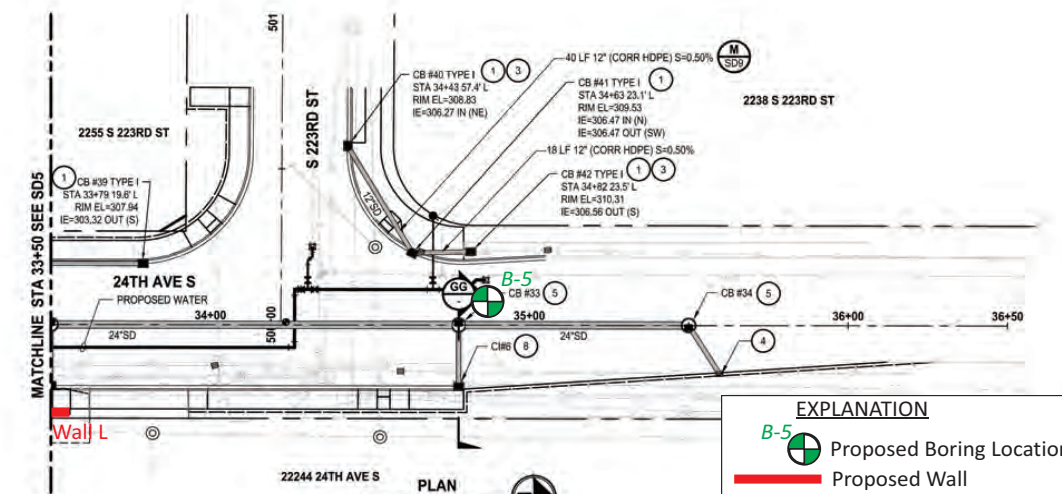 501
S 223RD ST
40 LF 12" (CORR HDPE) S=0.50%
M
SD9
CB #40 TYPE I 1 3
STA 34+43 57.4' L
RIM EL=308.83
IE=306.27 IN (NE)
CB #41 TYPE I 1
STA 34+63 23.1' L
RIM EL=309.53
IE=306.47 IN (N)
IE=306.47 OUT (SW)
2238 S 223RD ST
2255 S 223RD ST
18 LF 12" (CORR HDPE) S=0.50%
CB #42 TYPE I 1 3
STA 34+82 23.5' L
RIM EL=310.31
IE=306.56 OUT (S)
1 CB #39 TYPE I
STA 33+79 19.6' L
RIM EL=307.94
IE=303.32 OUT (S)
12"SD
MATCHLINE STA 33+50 SEE SD5
24TH AVE S
PROPOSED WATER
GG
-
B-5
CB #33 5
CB #34 5
34+00
35+00
36+00
36+50
24"SD
24"SD
CI#6 8
4
Wall L
22244 24TH AVE S
PLAN
EXPLANATION
B-5
Proposed Boring Location
Proposed Wall